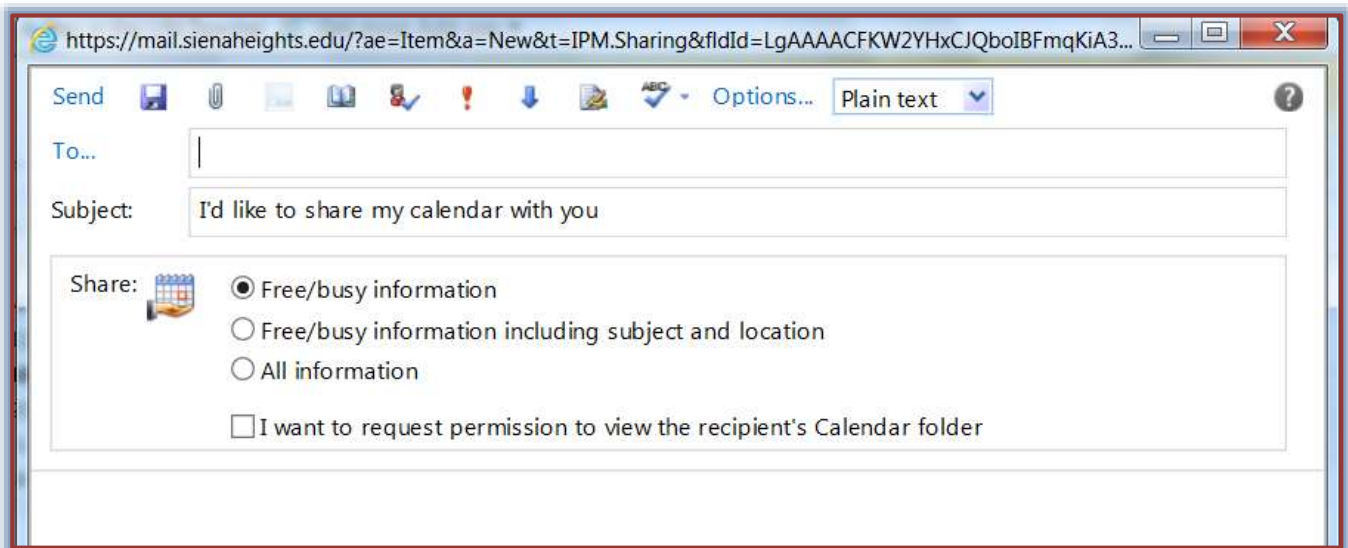 https://mail.sienaheights.edu/?ae=Item&a=New&t=IPM.Sharing&fldId=LgAAAACFKW2YHxCJQboIBFmqKiA3...
Send ABC Options... Plain text
To...
Subject: I'd like to share my calendar with you
Share: Free/busy information
Free/busy information including subject and location
All information
I want to request permission to view the recipient's Calendar folder